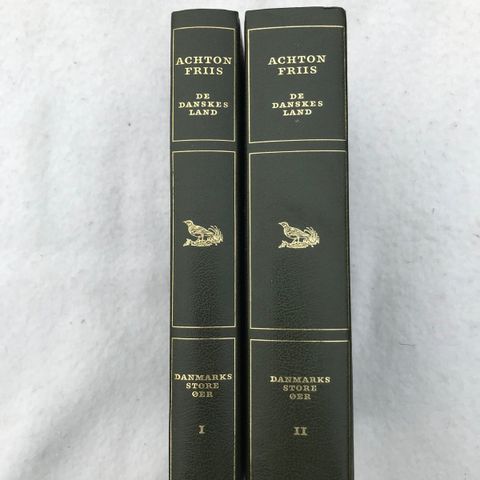 ACHTON
FRIIS
DE
DANSKES
LAND
DANMARKS
STORE
ØER
I
ACHTON
FRIIS
DE
DANSKES
LAND
DANMARKS
STORE
ØER
II